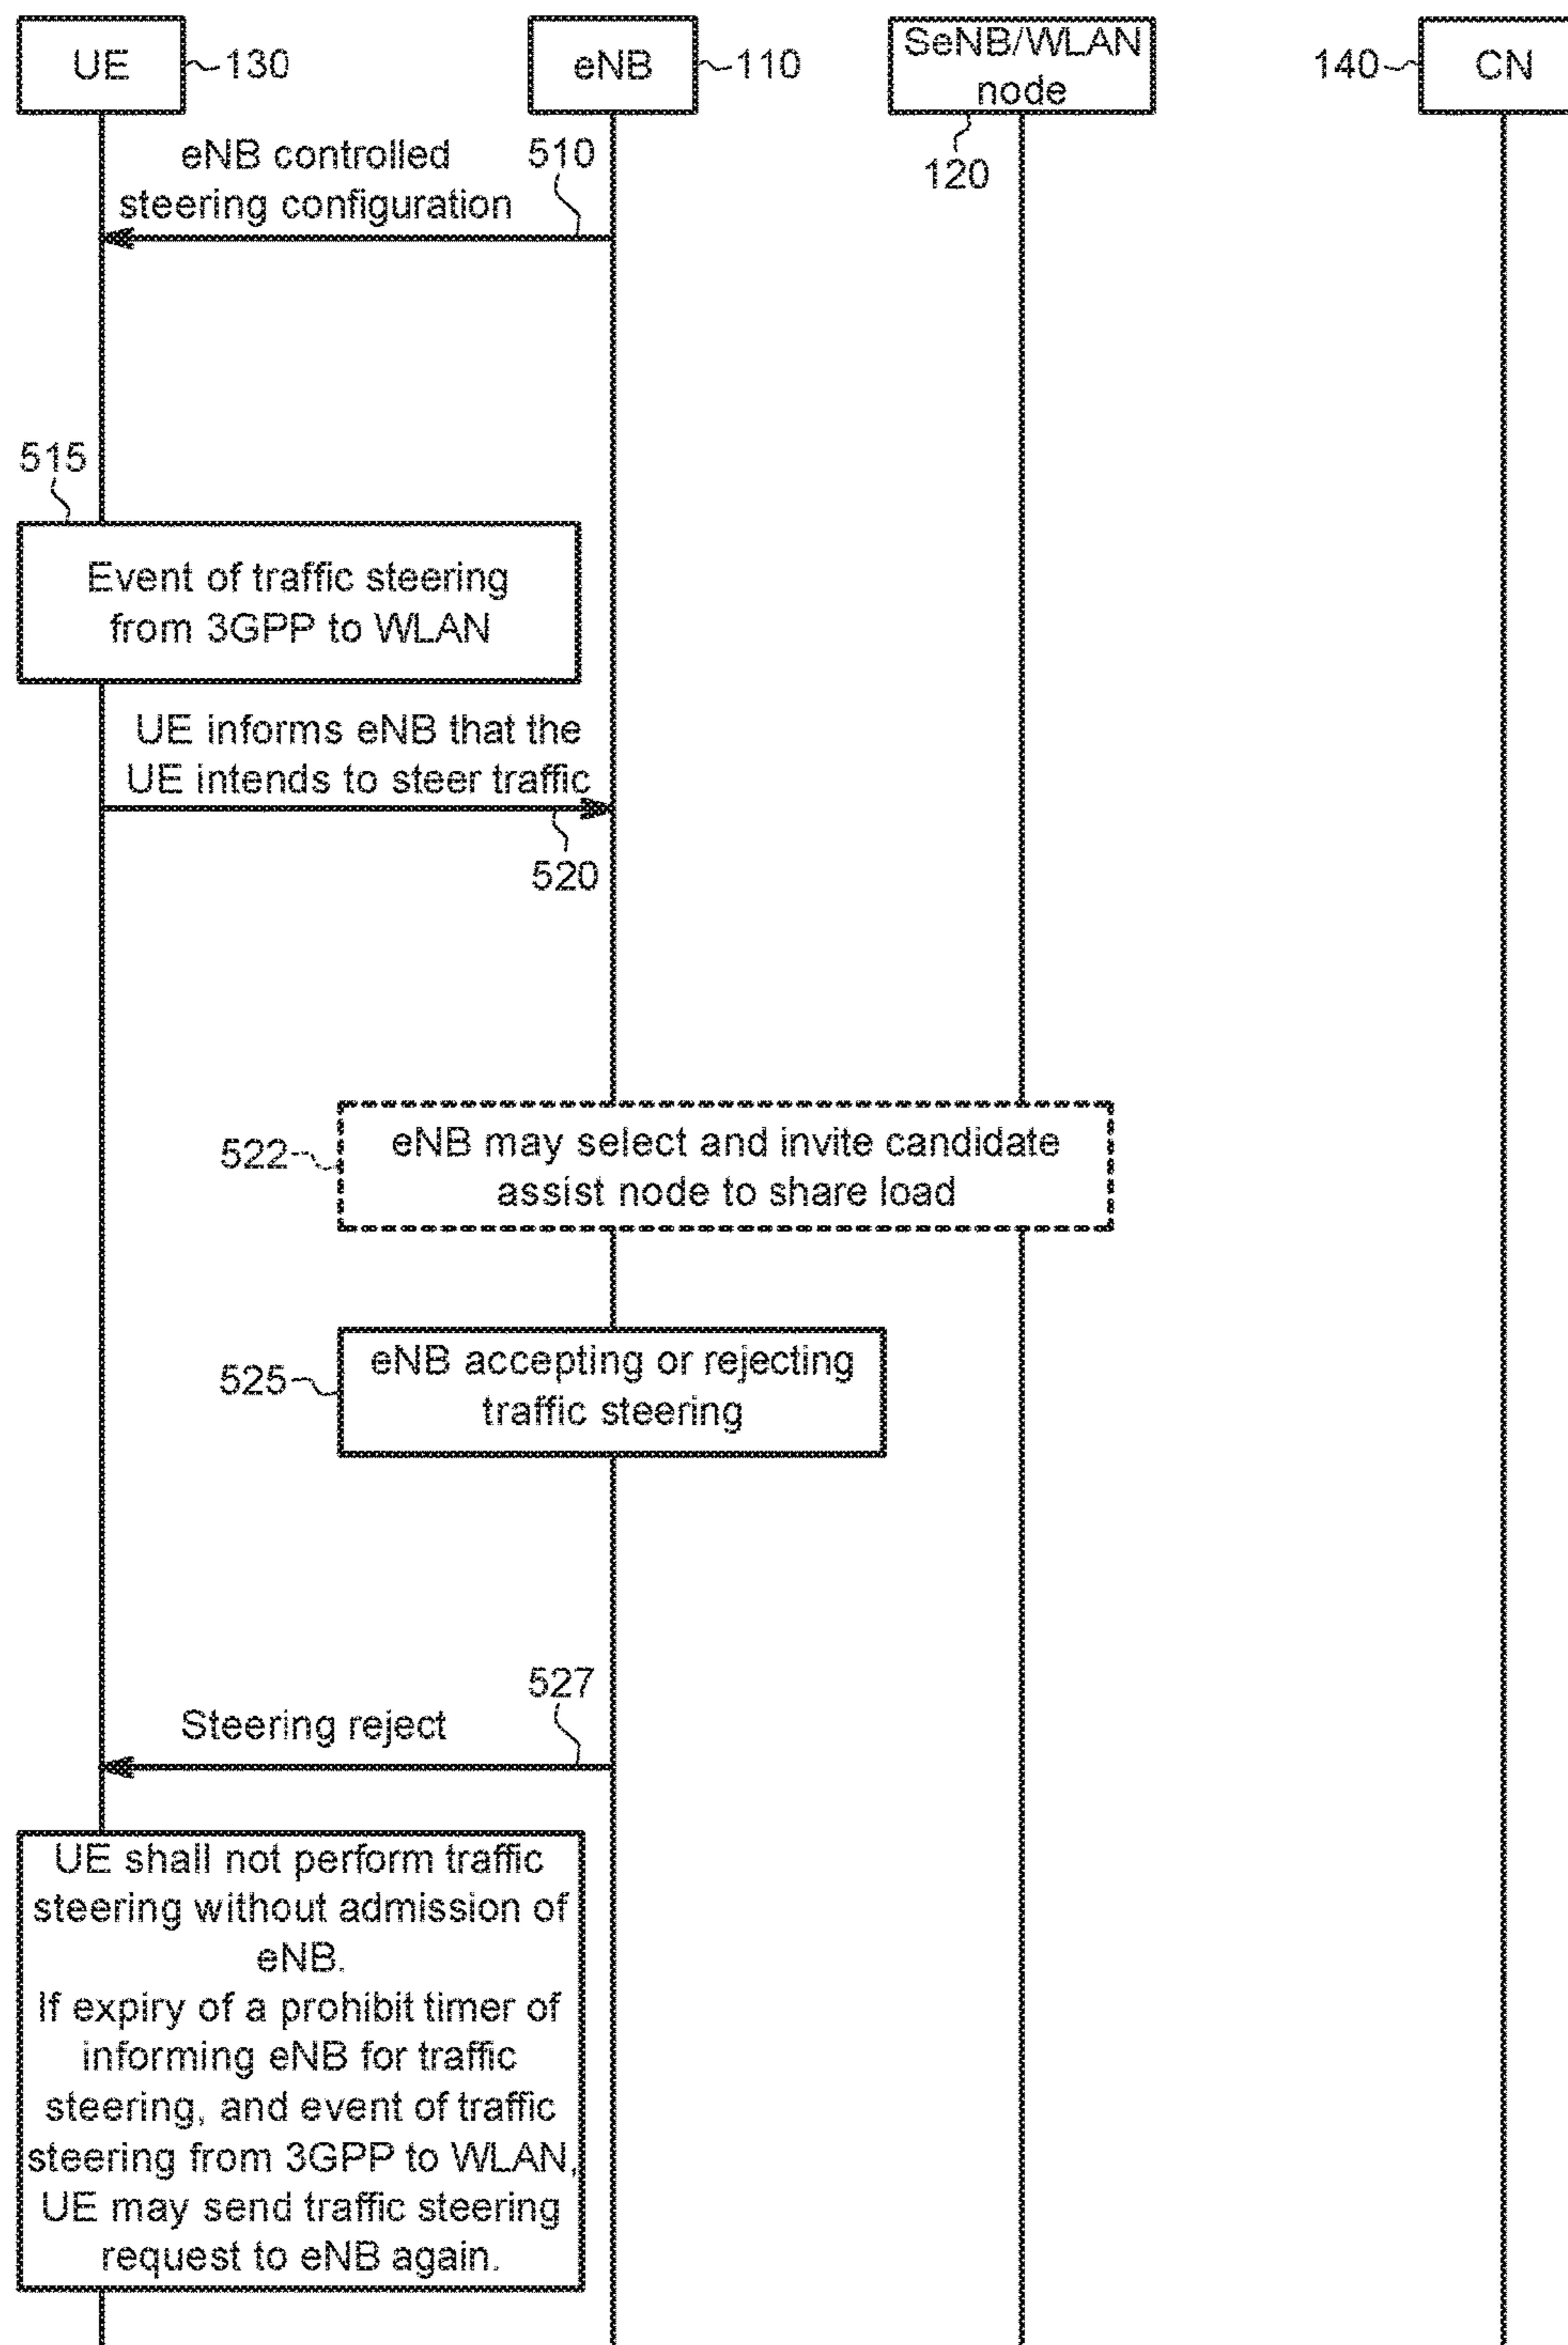 UE
130
eNB
110
SeNB/WLAN
node
120
140
CN
eNB controlled
steering configuration
510
515
Event of traffic steering
from 3GPP to WLAN
UE informs eNB that the
UE intends to steer traffic
520
522
eNB may select and invite candidate
assist node to share load
525
eNB accepting or rejecting
traffic steering
527
Steering reject
UE shall not perform traffic
steering without admission of
eNB.
If expiry of a prohibit timer of
informing eNB for traffic
steering, and event of traffic
steering from 3GPP to WLAN,
UE may send traffic steering
request to eNB again.